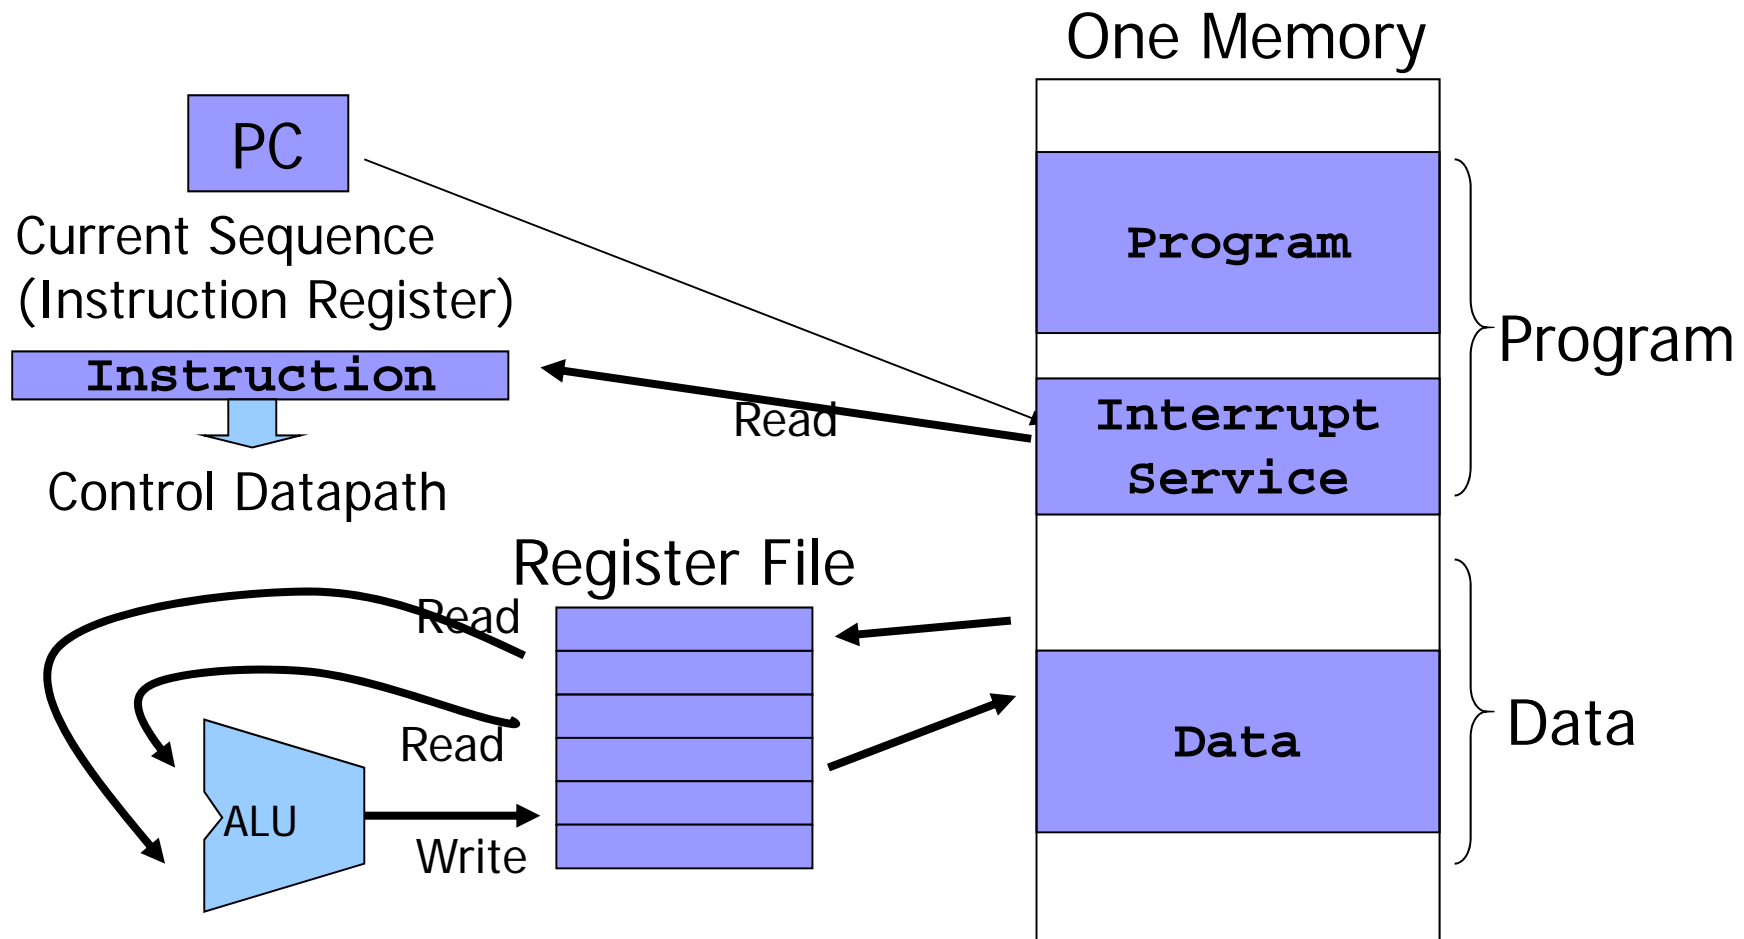 One Memory
PC
Current Sequence
(Instruction Register)
Instruction
Control Datapath
Read
Program
Interrupt
Service
Program
Register File
Read
Read
ALU
Write
Data
Data